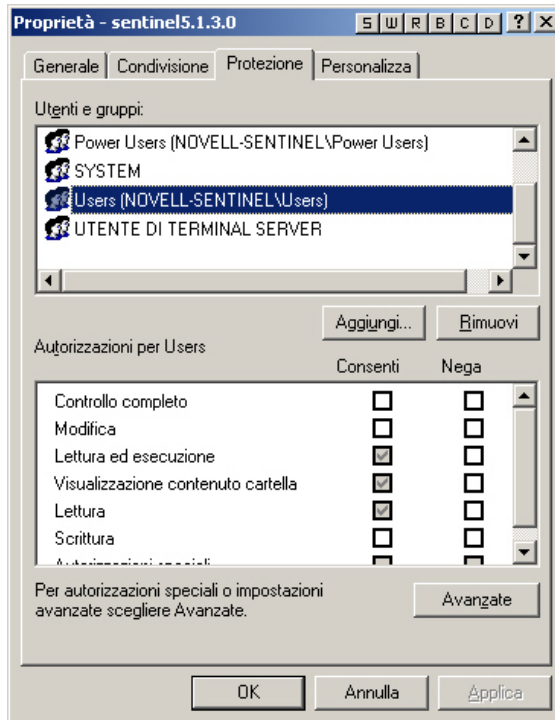 Proprietà - sentinel5.1.3.0
S W R B C D ? X
Generale Condivisione Protezione Personalizza
Utenti e gruppi:
Power Users (NOVELL-SENTINEL\Power Users)
SYSTEM
Users (NOVELL-SENTINEL\Users)
UTENTE DI TERMINAL SERVER
Aggiungi... Rimuovi
Autorizzazioni per Users
Consenti Nega
Controllo completo
Modifica
Lettura ed esecuzione
Visualizzazione contenuto cartella
Lettura
Scrittura
Autorizzazioni speciali
Per autorizzazioni speciali o impostazioni
avanzate scegliere Avanzate.
Avanzate
OK Annulla Applica